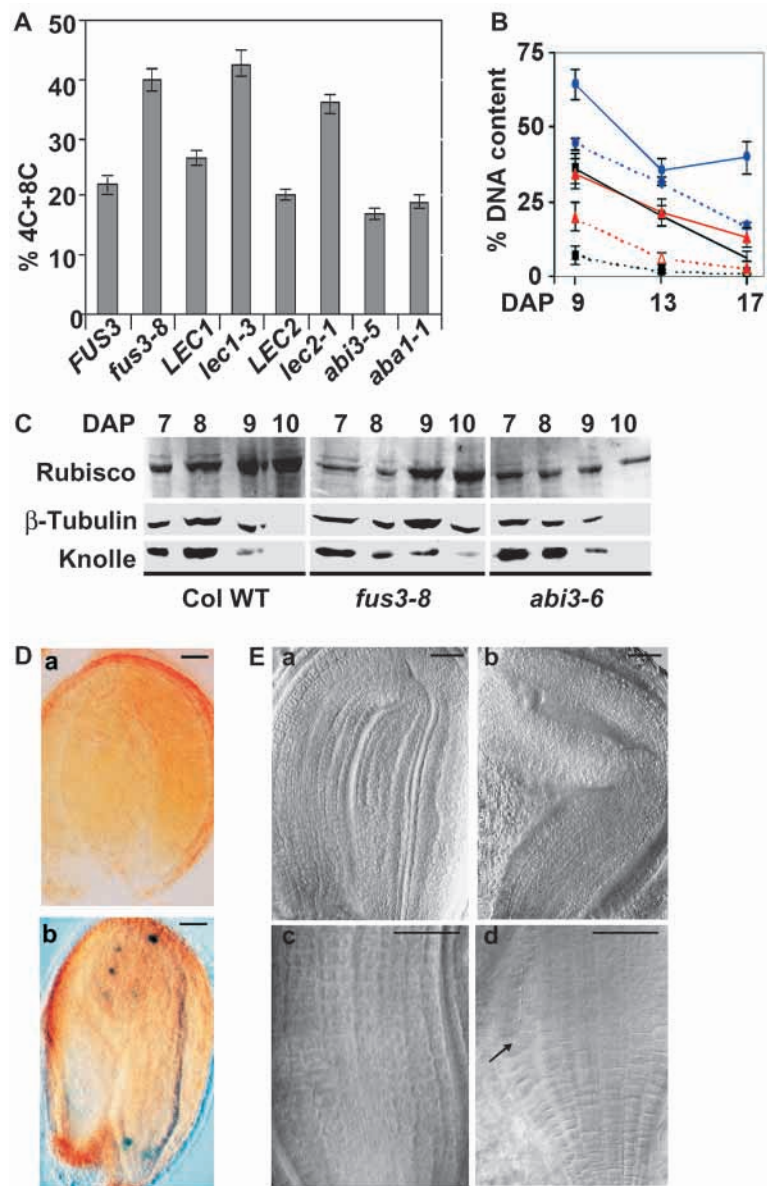 A
50
40
30
20
10
0
% 4C+8C
FUS3 fus3-8 LEC1 lec1-3 LEC2 lec2-1 abi3-5 aba1-1
B
75
50
25
0
% DNA content
DAP 9 13 17
C DAP 7 8 9 10 7 8 9 10 7 8 9 10
Rubisco
β-Tubulin
Knolle
Col WT fus3-8 abi3-6
D a
b
E a b
c d